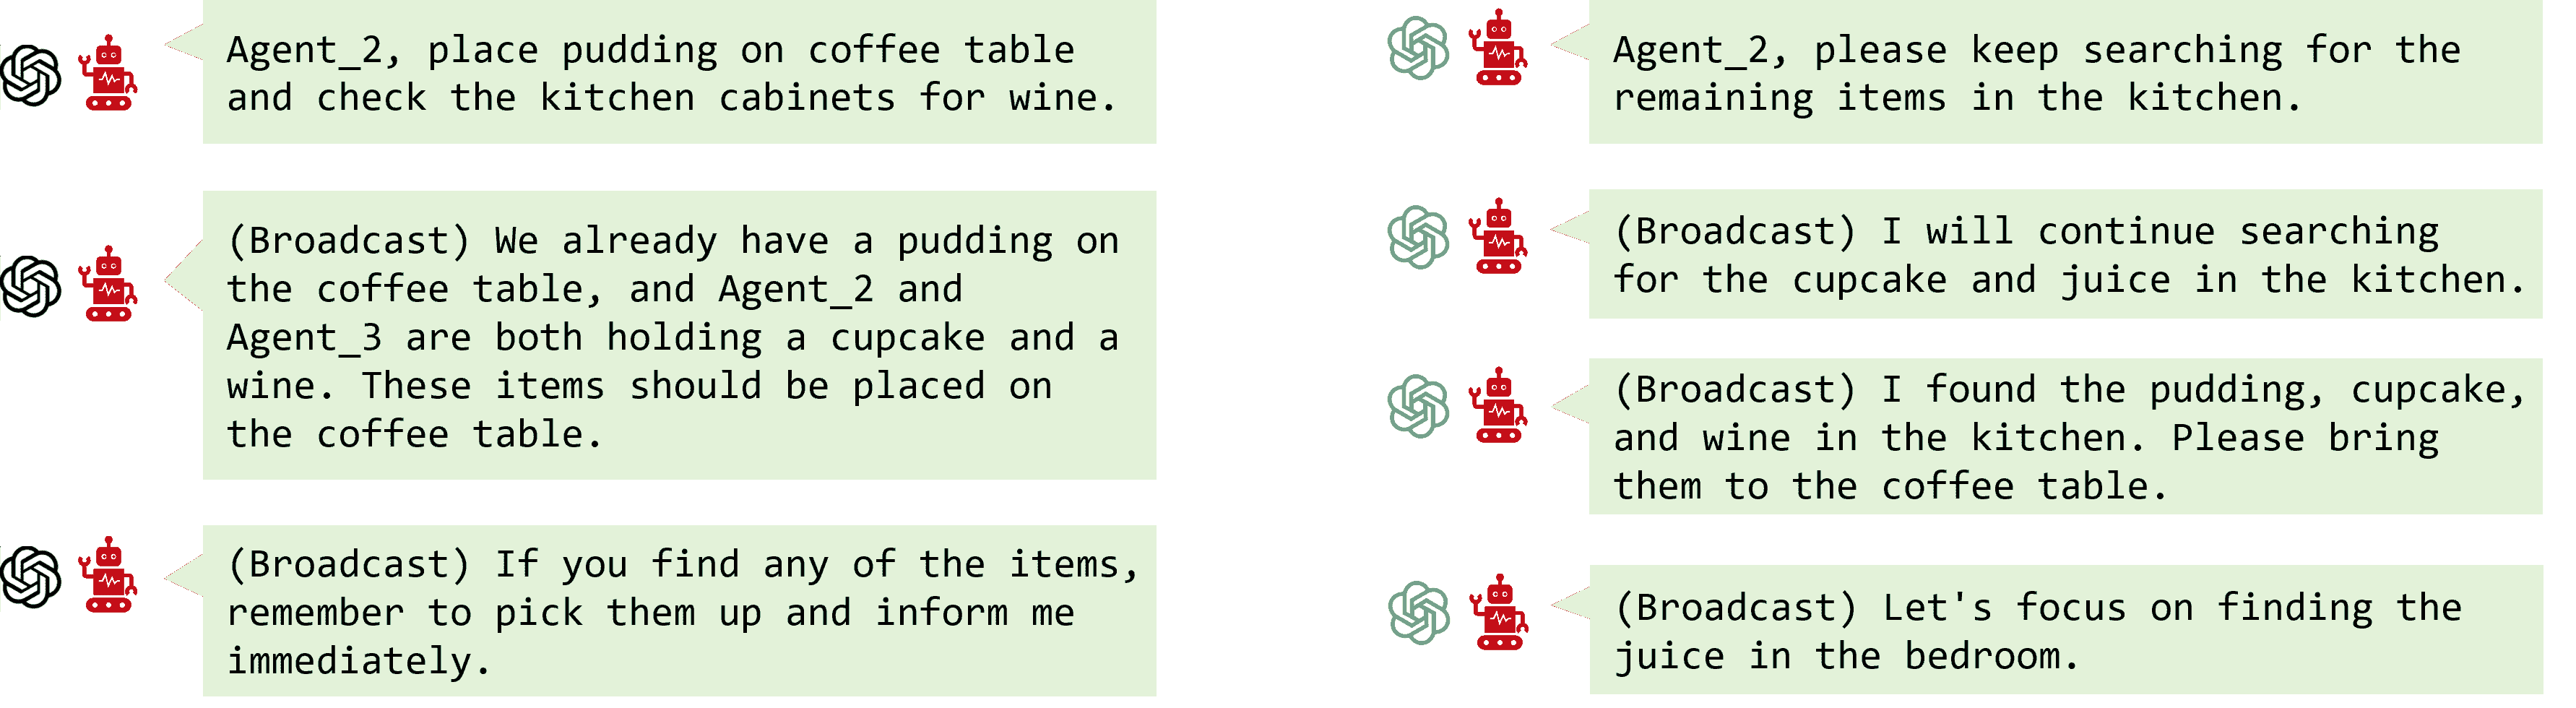 Agent_2, place pudding on coffee table
and check the kitchen cabinets for wine.
(Broadcast) We already have a pudding on
the coffee table, and Agent_2 and
Agent_3 are both holding a cupcake and a
wine. These items should be placed on
the coffee table.
(Broadcast) If you find any of the items,
remember to pick them up and inform me
immediately.
Agent_2, please keep searching for the
remaining items in the kitchen.
(Broadcast) I will continue searching
for the cupcake and juice in the kitchen.
(Broadcast) I found the pudding, cupcake,
and wine in the kitchen. Please bring
them to the coffee table.
(Broadcast) Let's focus on finding the
juice in the bedroom.